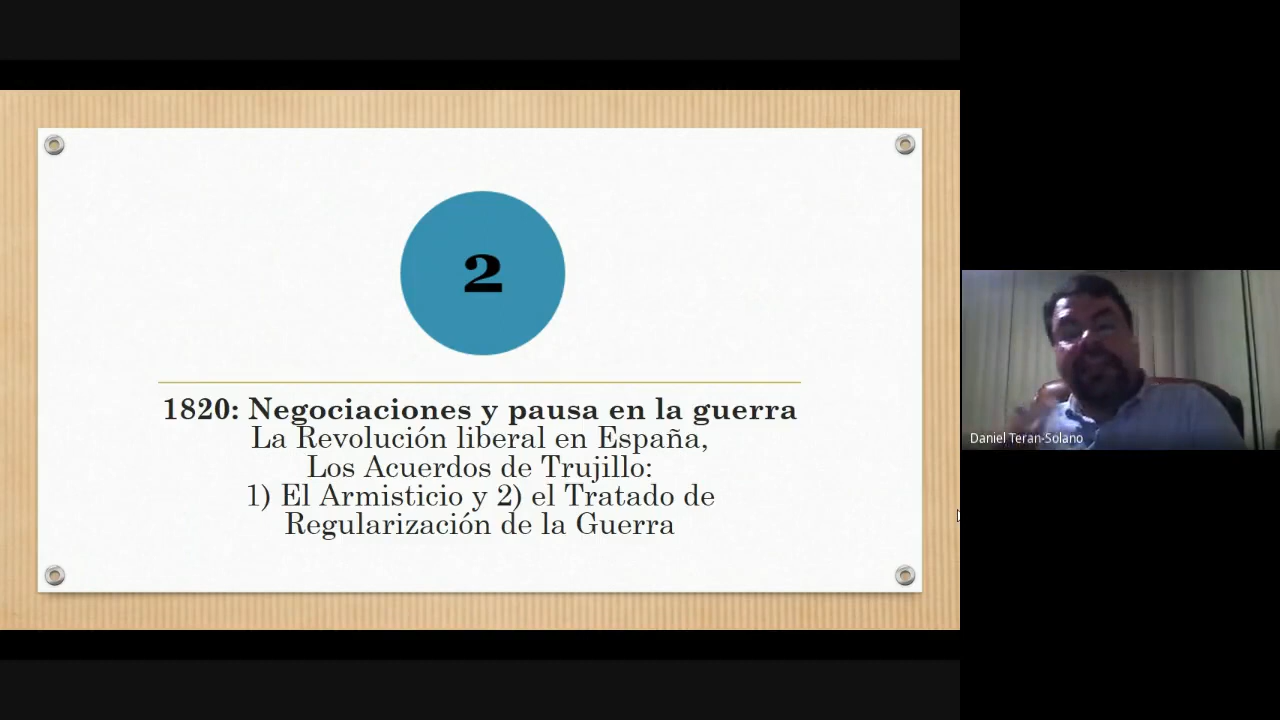 2
1820: Negociaciones y pausa en la guerra
La Revolución liberal en España,
Los Acuerdos de Trujillo:
1) El Armisticio y 2) el Tratado de
Regularización de la Guerra
Daniel Teran-Solano